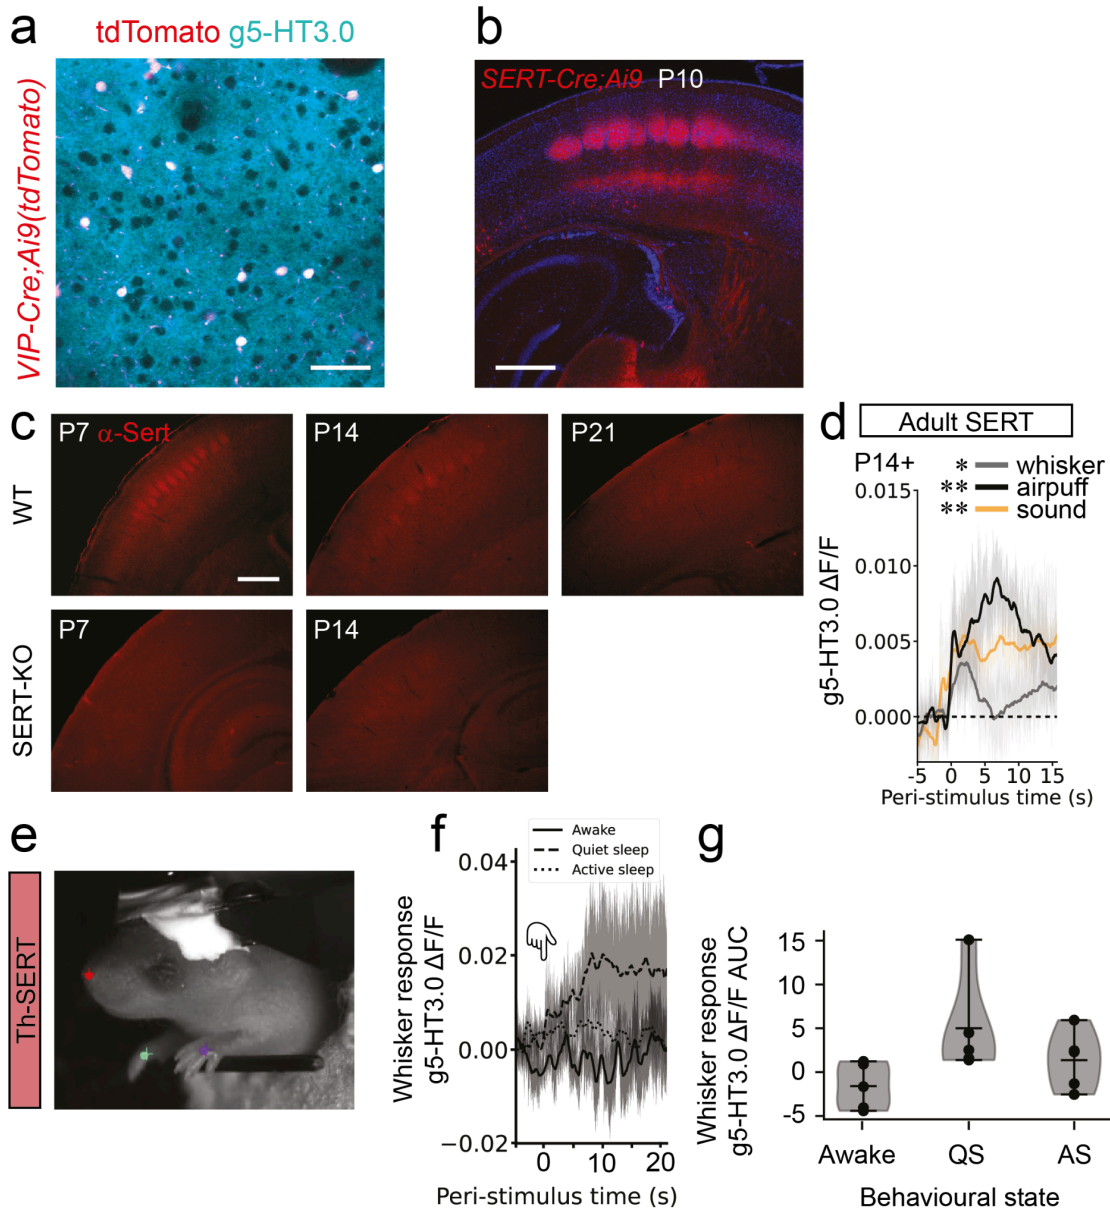 a
tdTomato g5-HT3.0
VIP-Cre;Ai9(tdTomato)
b
SERT-Cre;Ai9 P10
c
P7 α-Sert
P14
P21
WT
P7
P14
SERT-KO
d
Adult SERT
P14+
* whisker
** airpuff
** sound
0.015
0.010
0.005
0.000
g5-HT3.0 ΔF/F
-5 0 5 10 15
Peri-stimulus time (s)
e
Th-SERT
f
Awake
Quiet sleep
Active sleep
0.04
0.02
0.00
−0.02
Whisker response
g5-HT3.0 ΔF/F
0 10 20
Peri-stimulus time (s)
g
15
10
5
0
-5
Whisker response
g5-HT3.0 ΔF/F AUC
Awake QS AS
Behavioural state